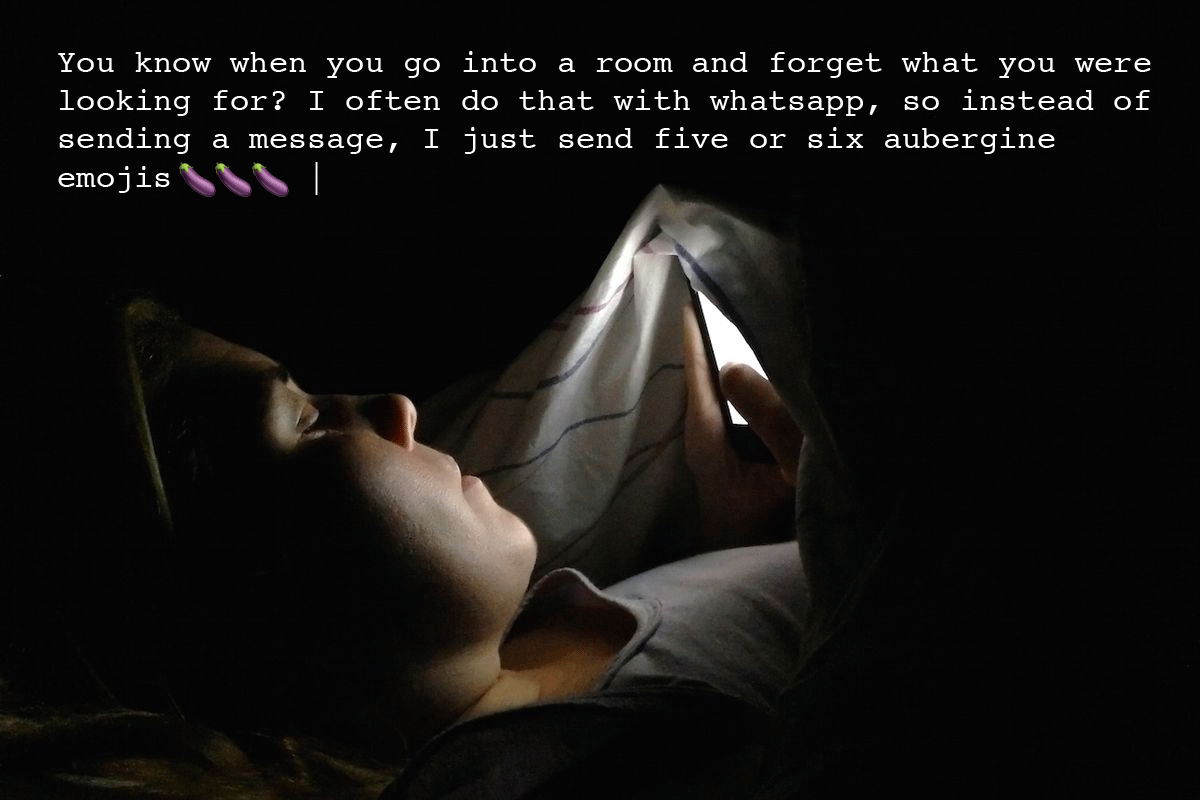 You know when you go into a room and forget what you were
looking for? I often do that with whatsapp, so instead of
sending a message, I just send five or six aubergine
emojis🍆🍆🍆 |